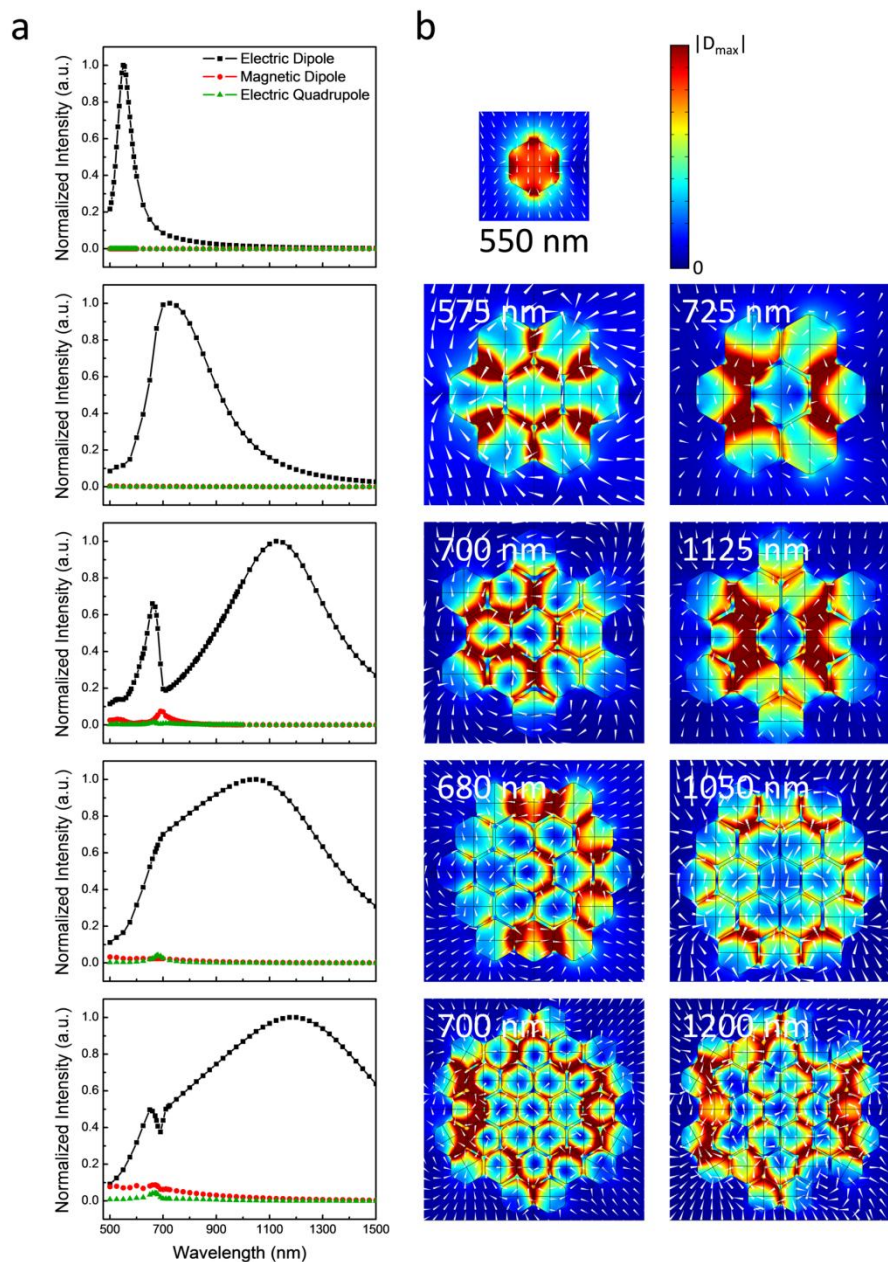 a
b
Normalized Intensity (a.u.)
1.0
0.8
0.6
0.4
0.2
0.0
Electric Dipole
Magnetic Dipole
Electric Quadrupole
550 nm
|Dmax|
0
Normalized Intensity (a.u.)
1.0
0.8
0.6
0.4
0.2
0.0
575 nm
725 nm
Normalized Intensity (a.u.)
1.0
0.8
0.6
0.4
0.2
0.0
700 nm
1125 nm
Normalized Intensity (a.u.)
1.0
0.8
0.6
0.4
0.2
0.0
680 nm
1050 nm
Normalized Intensity (a.u.)
1.0
0.8
0.6
0.4
0.2
0.0
500 700 900 1100 1300 1500
Wavelength (nm)
700 nm
1200 nm